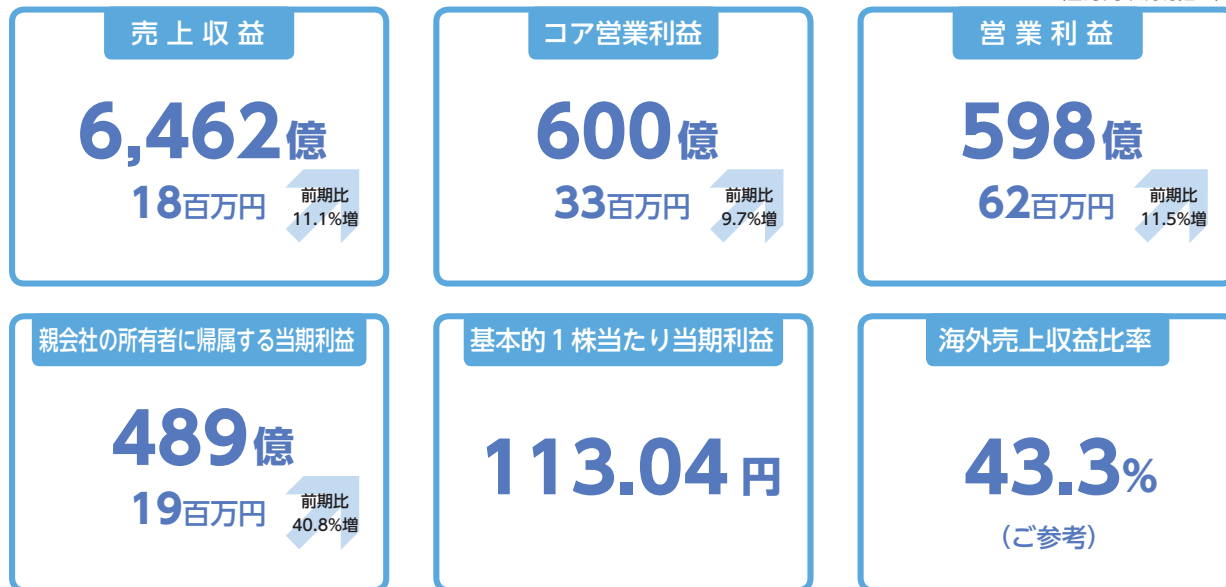 売上収益
6,462億
18百万円
前期比
11.1%増
コア営業利益
600億
33百万円
前期比
9.7%増
営業利益
598億
62百万円
前期比
11.5%増
親会社の所有者に帰属する当期利益
489億
19百万円
前期比
40.8%増
基本的1株当たり当期利益
113.04円
海外売上収益比率
43.3%
(ご参考)